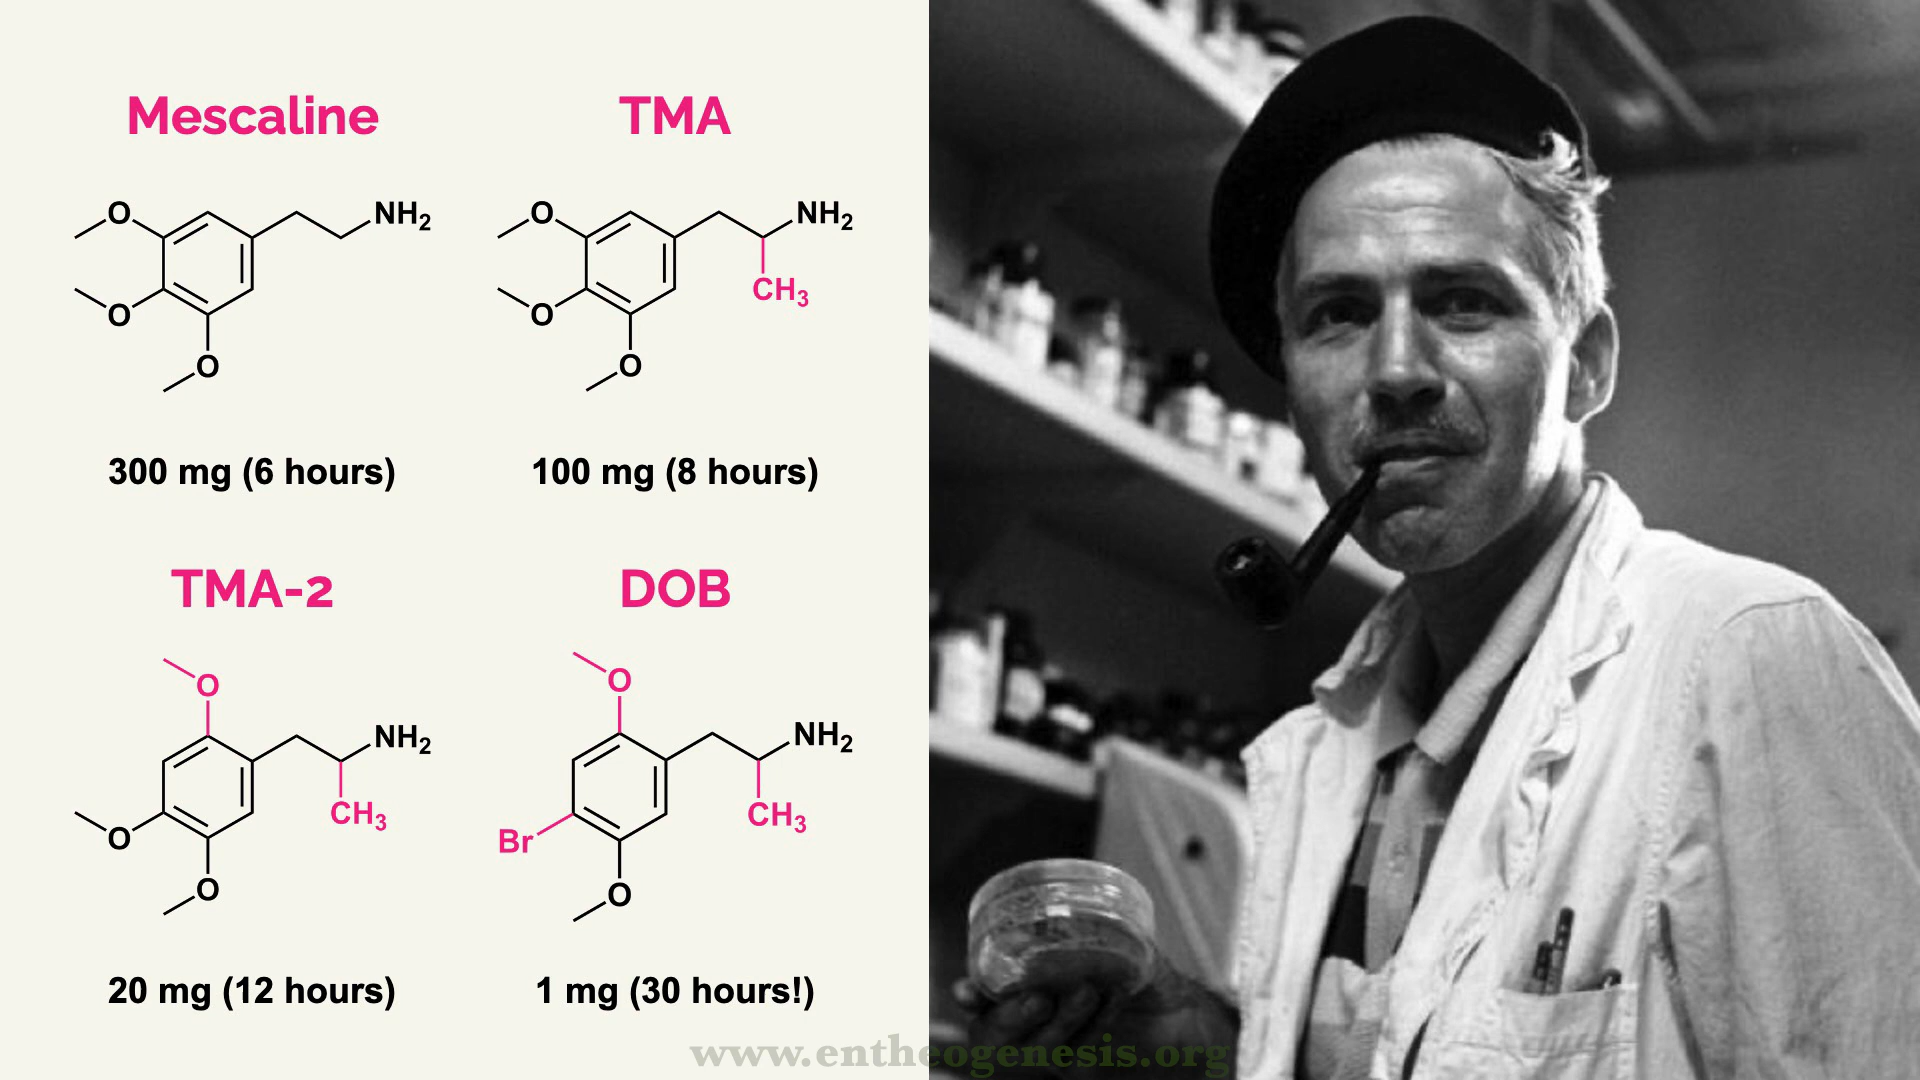 Mescaline
TMA
O
NH2
O
O
O
NH2
CH3
O
O
300 mg (6 hours)
100 mg (8 hours)
TMA-2
DOB
O
NH2
CH3
O
O
O
NH2
CH3
Br
O
20 mg (12 hours)
1 mg (30 hours!)
www.entheogenesis.org